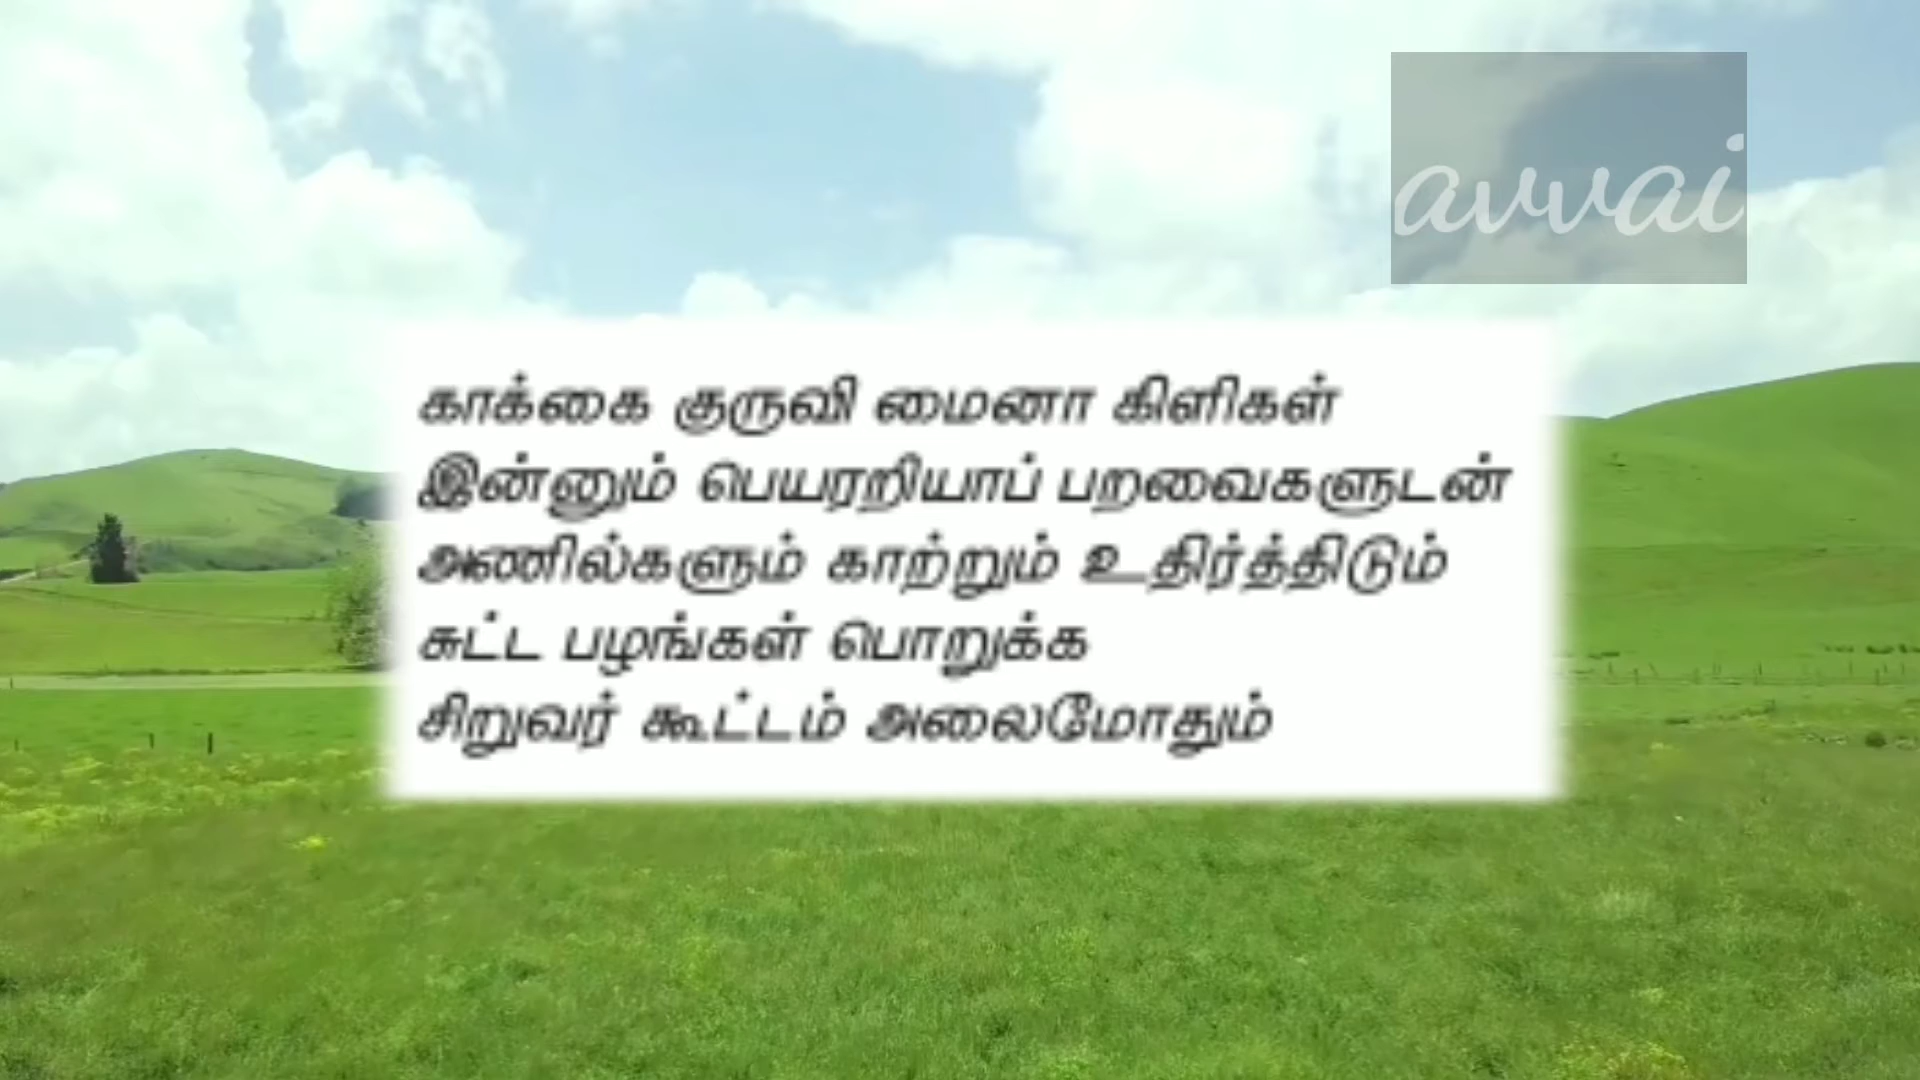 avvai
காக்கை குருவி மைனா கிளிகள்
இன்னும் பெயரறியாப் பறவைகளுடன்
அணில்களும் காற்றும் உதிர்த்திடும்
சுட்ட பழங்கள் பொறுக்க
சிறுவர் கூட்டம் அலைமோதும்